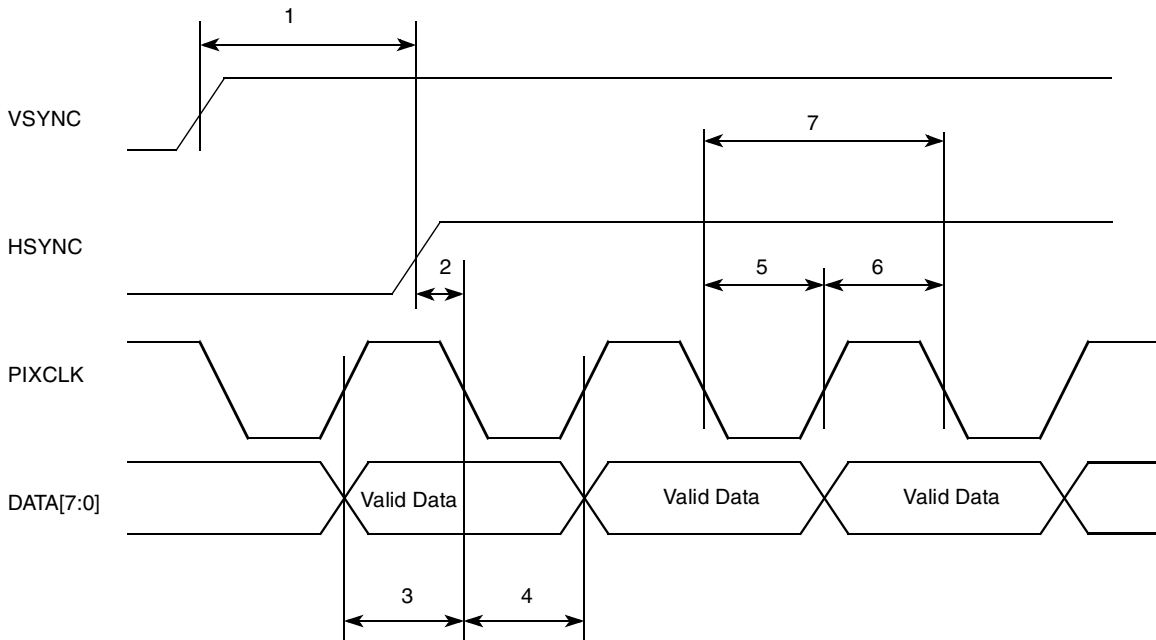 1
VSYNC
7
HSYNC
2
5
6
PIXCLK
DATA[7:0]
Valid Data
Valid Data
Valid Data
3
4